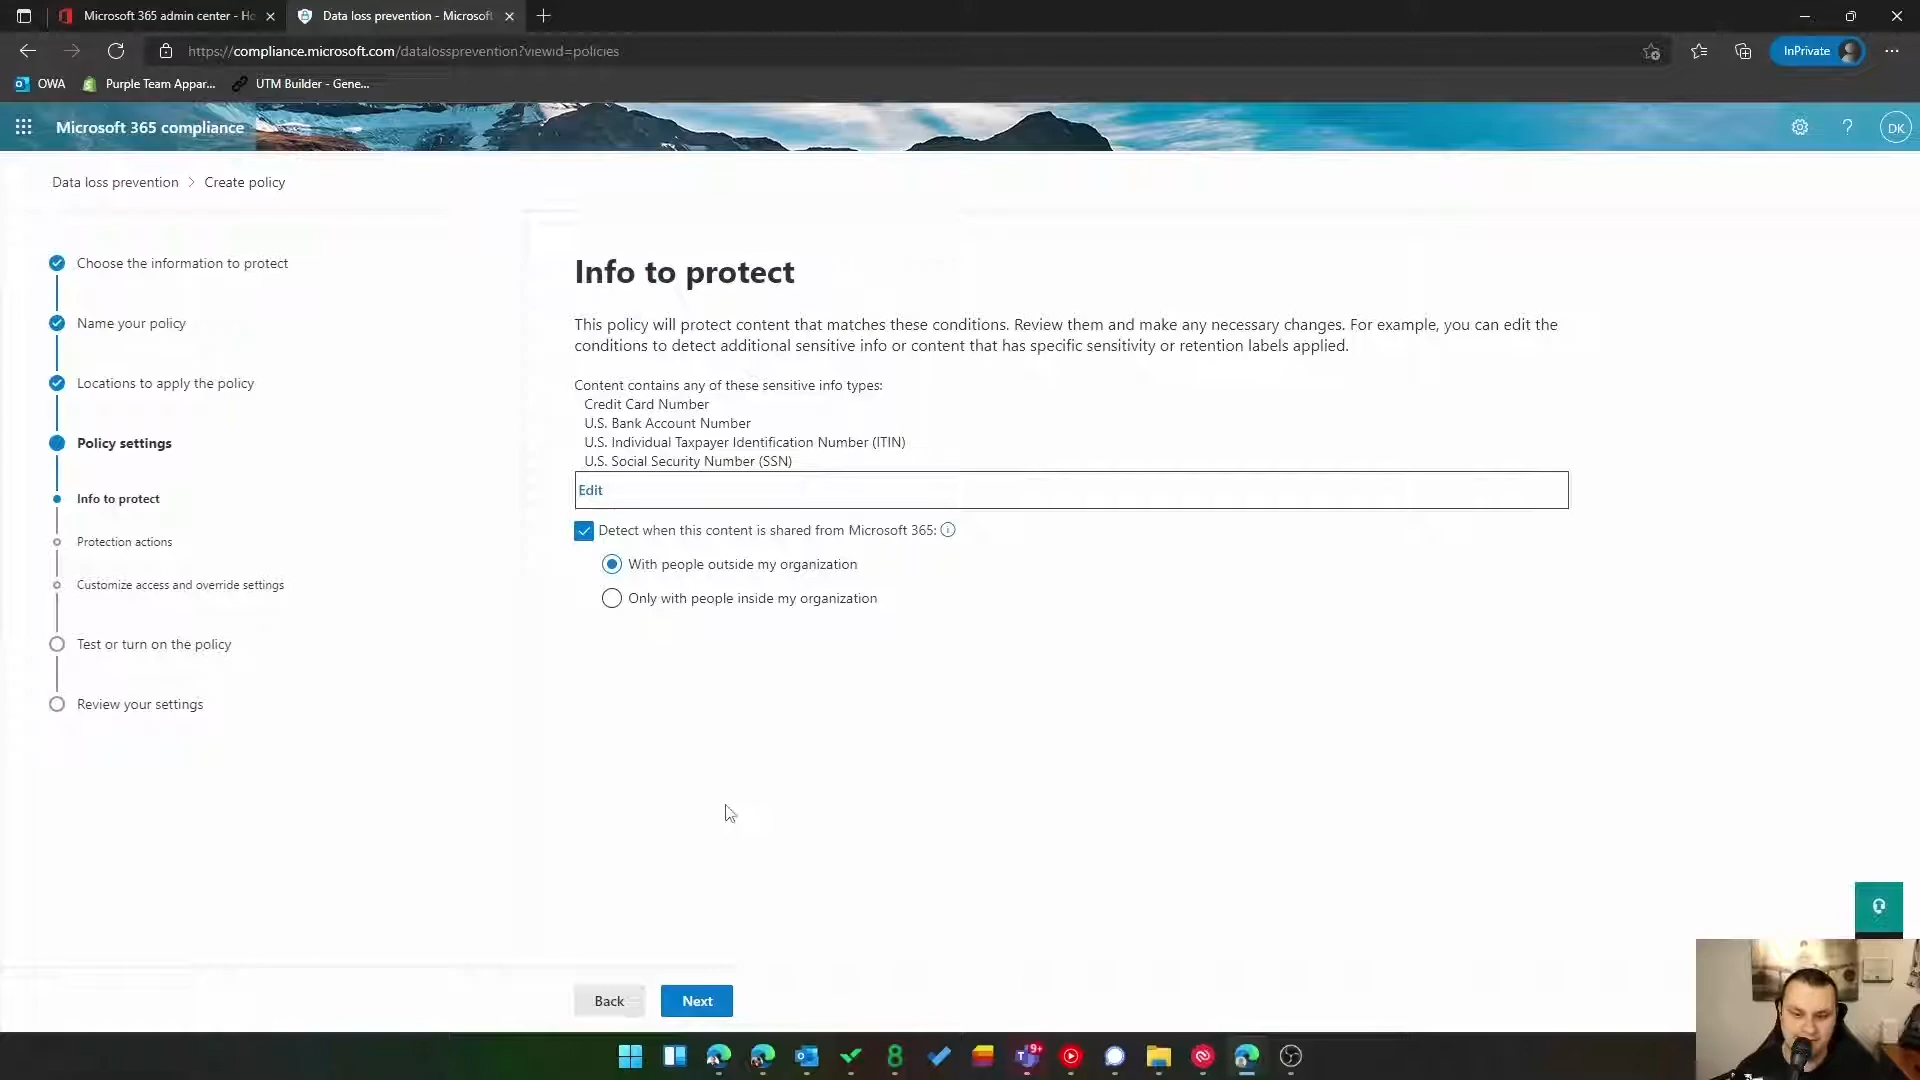 Microsoft 365 admin center - Ho
Data loss prevention - Microsoft
https://compliance.microsoft.com/datalossprevention?viewid=policies
InPrivate
OWA
Purple Team Appar...
UTM Builder - Gene...
Microsoft 365 compliance
DK
Data loss prevention > Create policy
Choose the information to protect
Name your policy
Locations to apply the policy
Policy settings
Info to protect
Protection actions
Customize access and override settings
Test or turn on the policy
Review your settings
Info to protect
This policy will protect content that matches these conditions. Review them and make any necessary changes. For example, you can edit the
conditions to detect additional sensitive info or content that has specific sensitivity or retention labels applied.
Content contains any of these sensitive info types:
Credit Card Number
U.S. Bank Account Number
U.S. Individual Taxpayer Identification Number (ITIN)
U.S. Social Security Number (SSN)
Edit
Detect when this content is shared from Microsoft 365:
With people outside my organization
Only with people inside my organization
Back
Next
9+